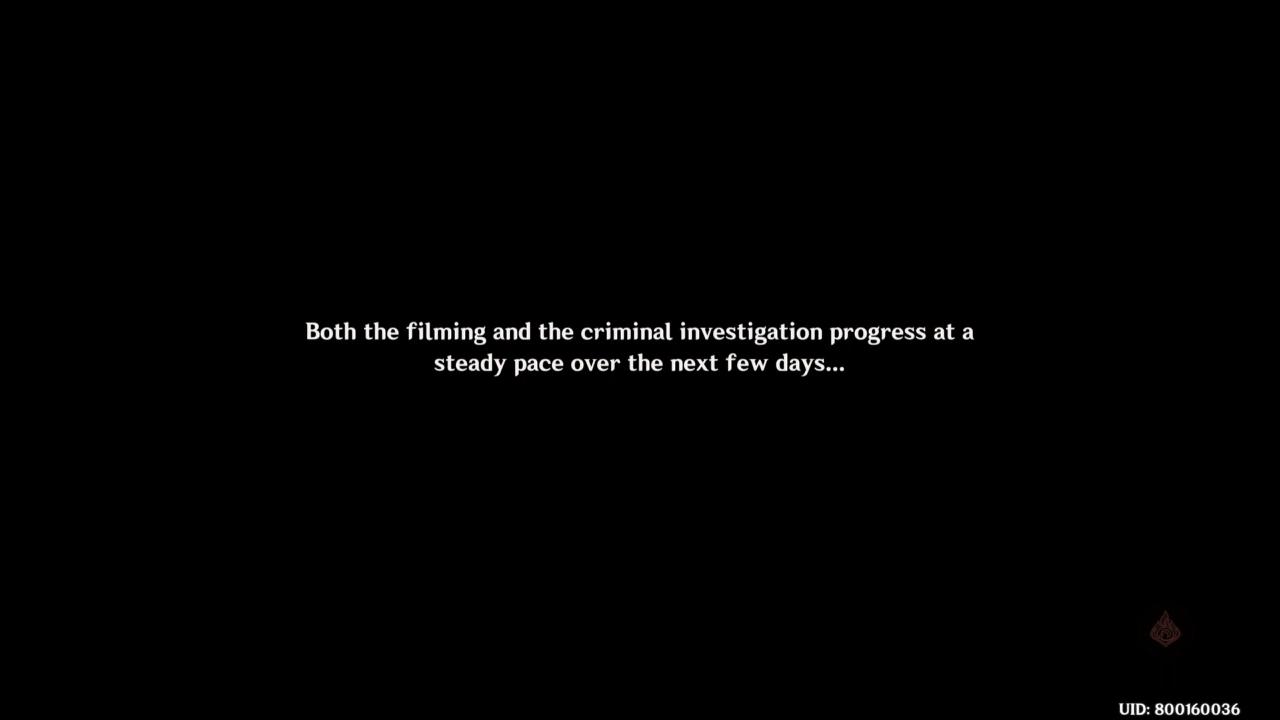 Both the filming and the criminal investigation progress at a
steady pace over the next few days...
UID: 800160036